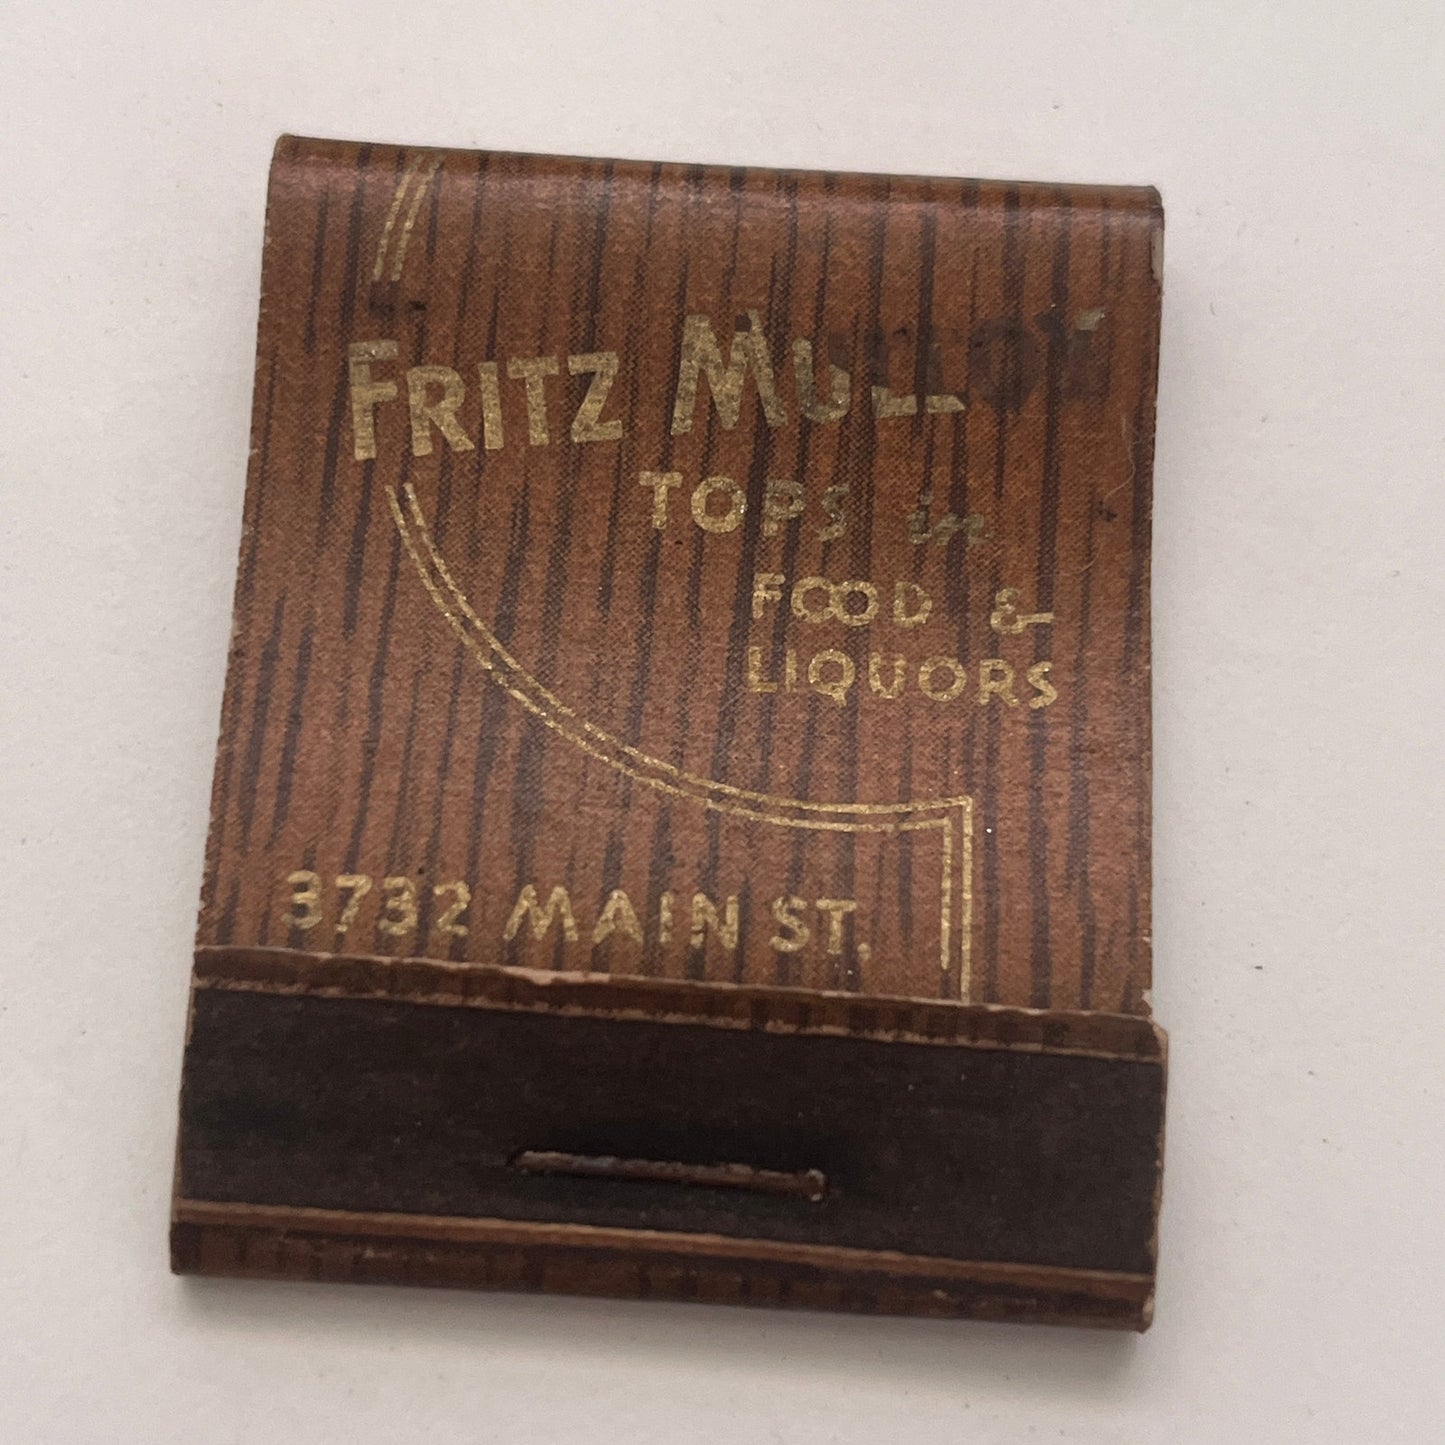 FRITZ
TOPS in
FOOD &
LIQUORS
3732 MAIN ST.